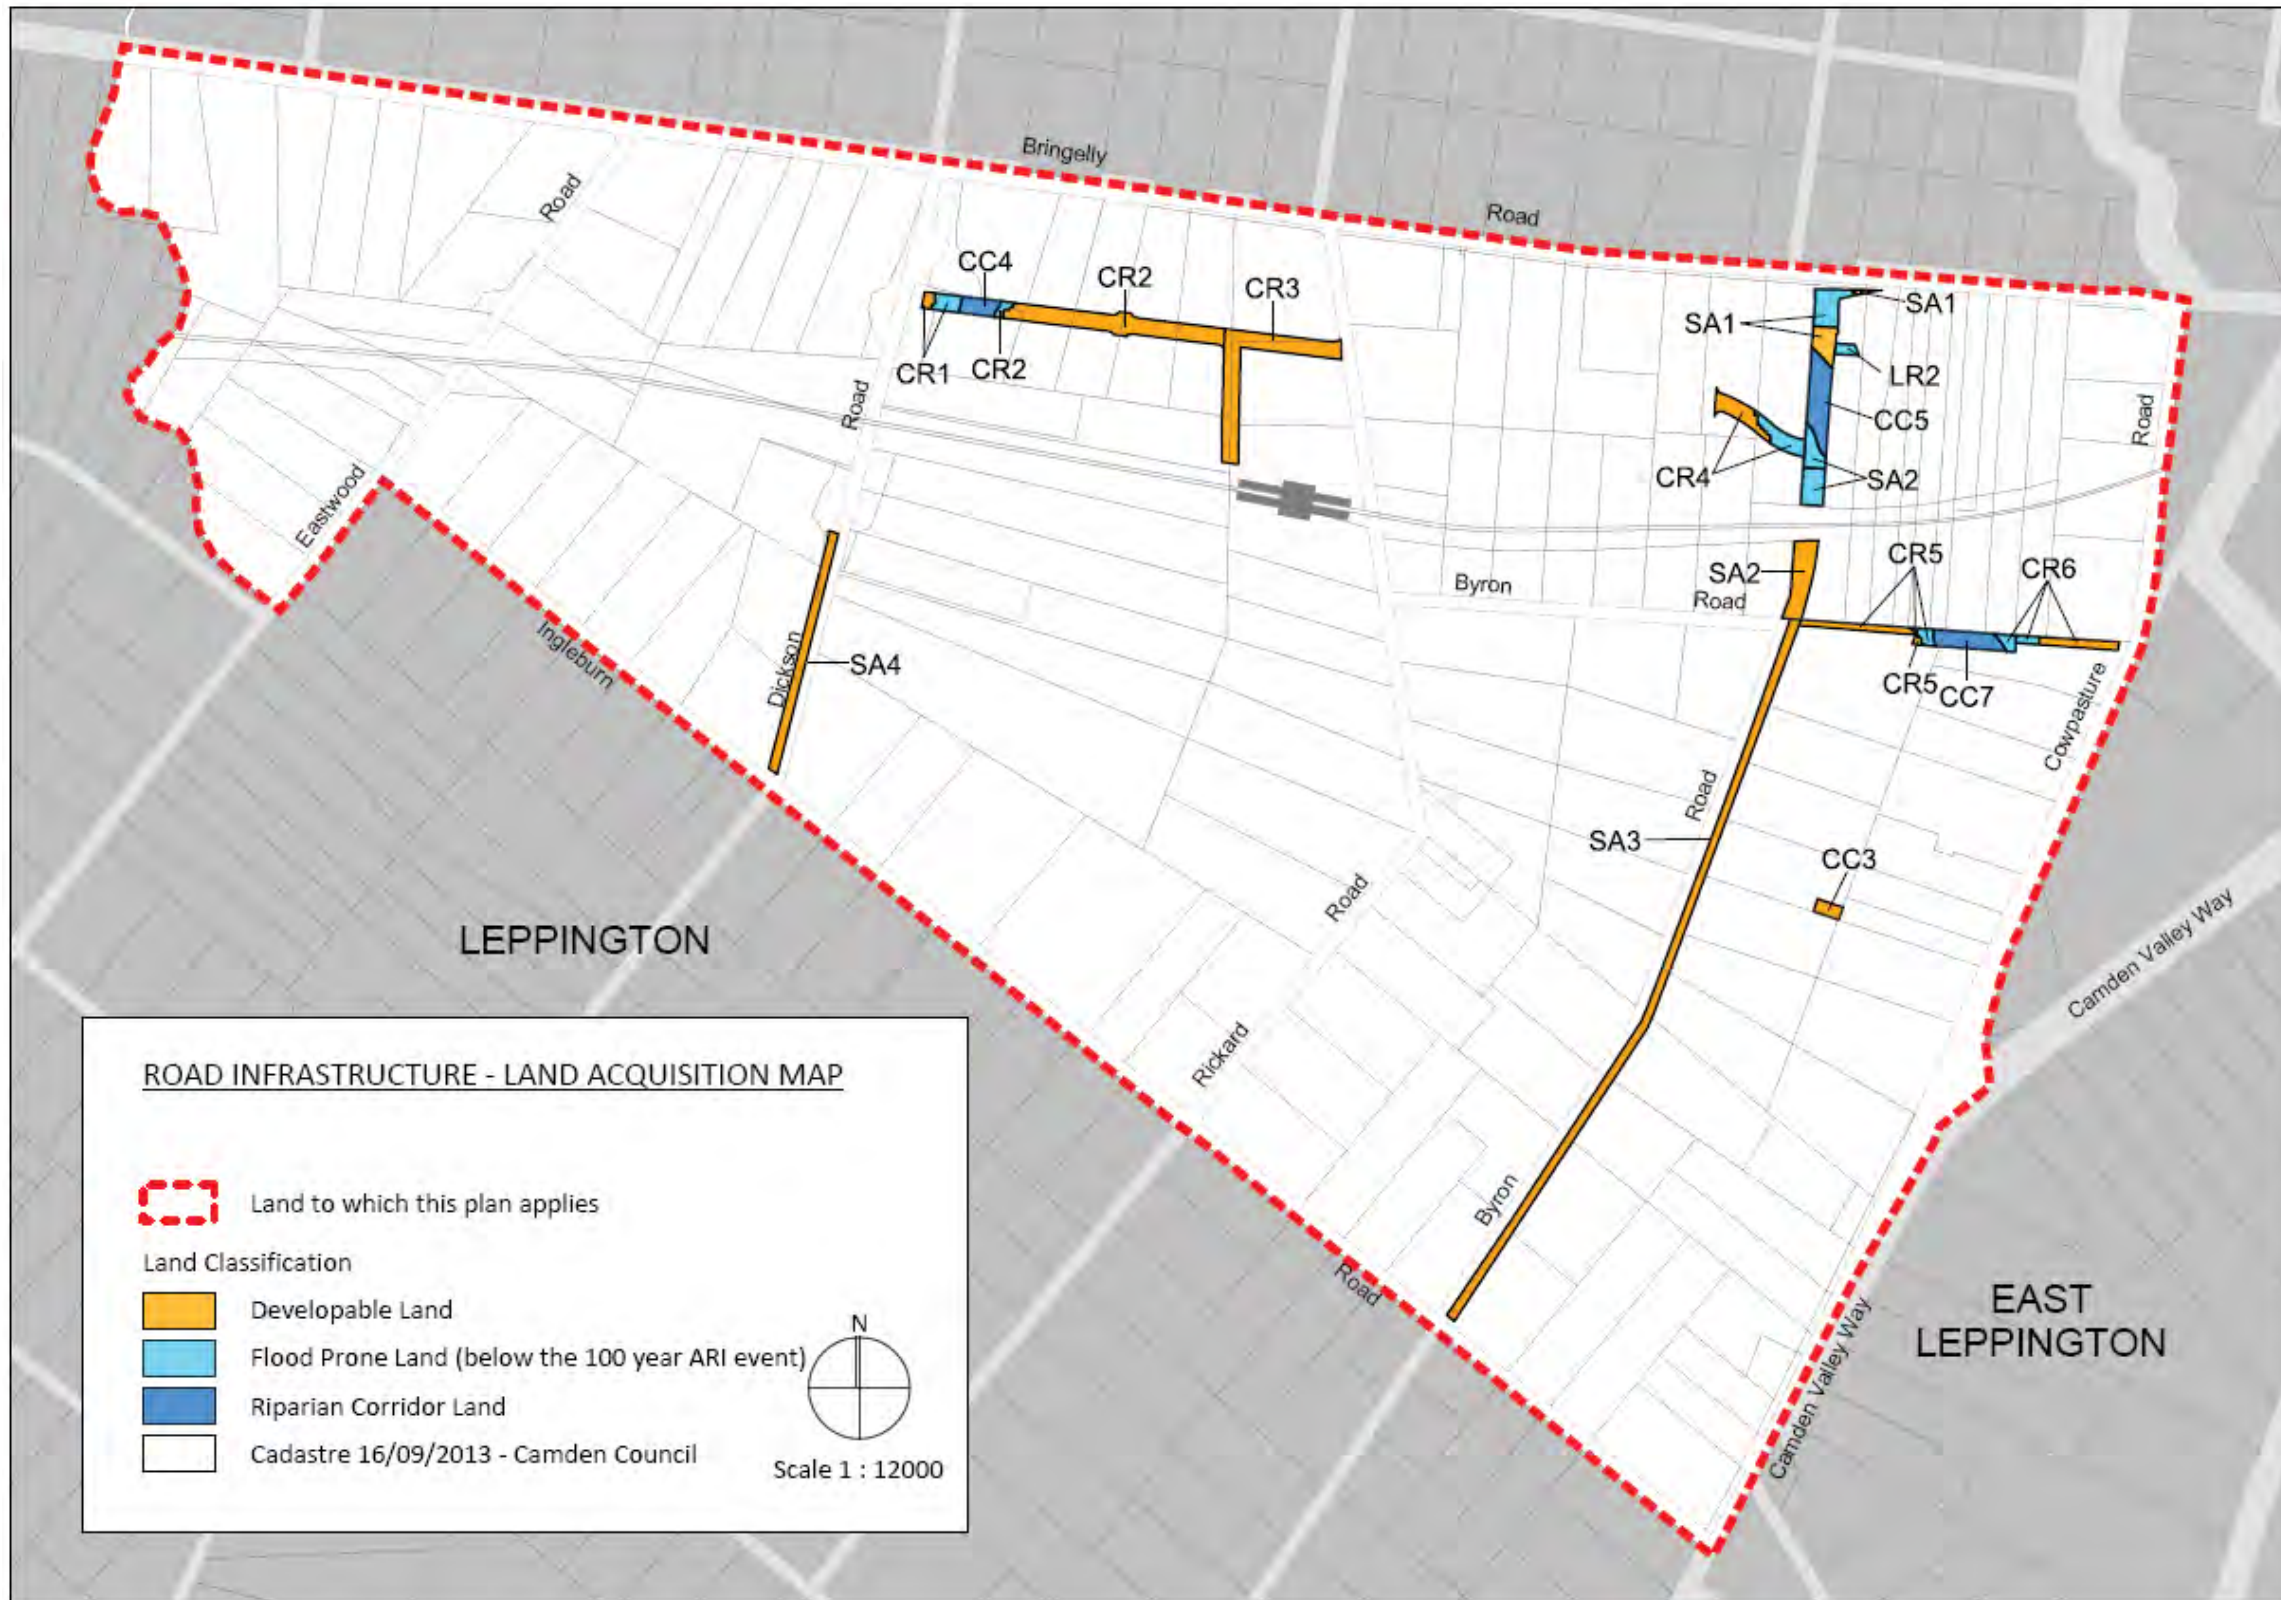 Bringelly
Road
Road
CC4
CR2
CR3
SA1
SA1
CR1
CR2
LR2
Road
Road
CC5
CR4
SA2
Eastwood
SA2
CR5
CR6
Byron
Road
Ingleburn
Dickson
SA4
CR5
CC7
Cowpasture
Road
SA3
CC3
Road
Camden Valley Way
LEPPINGTON
Rickard
Byron
Road
EAST
LEPPINGTON
Camden Valley Way
ROAD INFRASTRUCTURE - LAND ACQUISITION MAP
Land to which this plan applies
Land Classification
Developable Land
Flood Prone Land (below the 100 year ARI event)
Riparian Corridor Land
Cadastre 16/09/2013 - Camden Council
N
Scale 1 : 12000